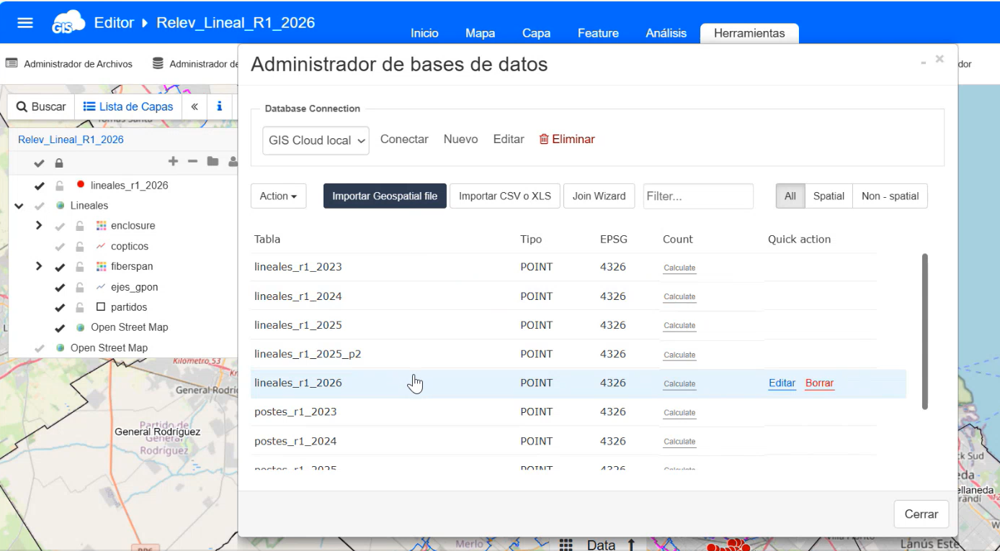 GIS Editor Relev_Lineal_R1_2026
Inicio Mapa Capa Feature Análisis Herramientas
Administrador de Archivos Administrador de dor
Administrador de bases de datos
Buscar Lista de Capas « i
Relev_Lineal_R1_2026
lineales_r1_2026
Lineales
enclosure
copticos
fiberspan
ejes_gpon
partidos
Open Street Map
Open Street Map
Database Connection
GIS Cloud local Conectar Nuevo Editar Eliminar
Action Importar Geospatial file Importar CSV o XLS Join Wizard Filter... All Spatial Non - spatial
Tabla Tipo EPSG Count Quick action
lineales_r1_2023 POINT 4326 Calculate
lineales_r1_2024 POINT 4326 Calculate
lineales_r1_2025 POINT 4326 Calculate
lineales_r1_2025_p2 POINT 4326 Calculate
lineales_r1_2026 POINT 4326 Calculate Editar Borrar
postes_r1_2023 POINT 4326 Calculate
postes_r1_2024 POINT 4326 Calculate
postes_r1_2025 POINT 4326 Calculate
Cerrar
Kilómetro 53
General Rodrí
Partido de
General
Rodríguez
General Rodríguez
k Sud
eda
ellaneda
randí
Merlo
Data
Lanús Este